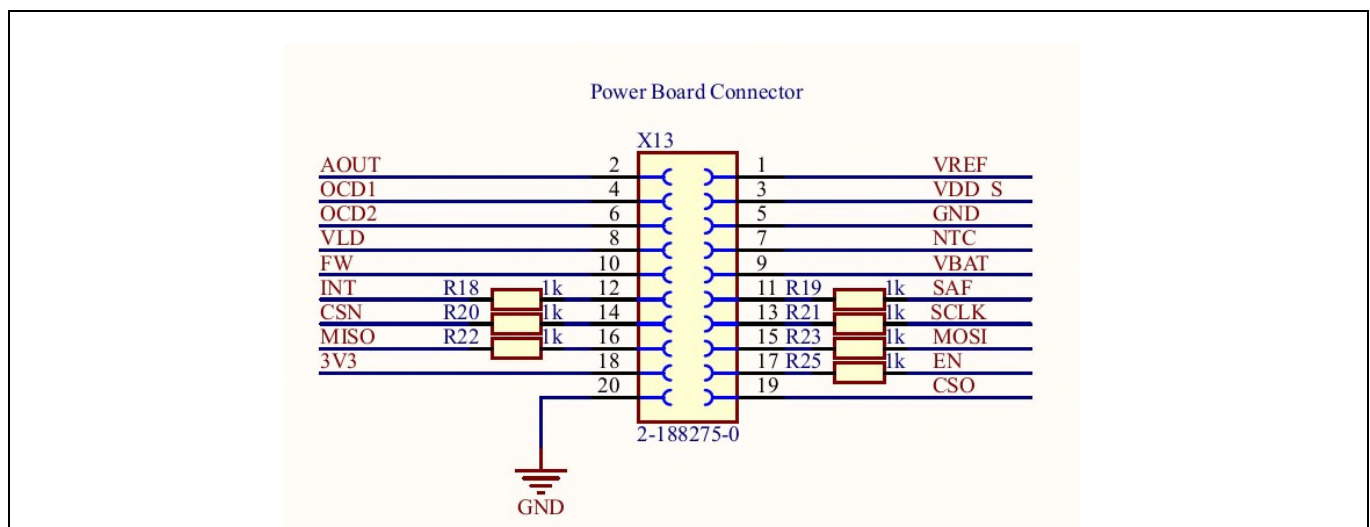 Power Board Connector
X13
AOUT 2 1 VREF
OCD1 4 3 VDD S
OCD2 6 5 GND
VLD 8 7 NTC
FW 10 9 VBAT
INT R18 1k 12 11 R19 1k SAF
CSN R20 1k 14 13 R21 1k SCLK
MISO R22 1k 16 15 R23 1k MOSI
3V3 18 17 R25 1k EN
20 19 CSO
2-188275-0
GND